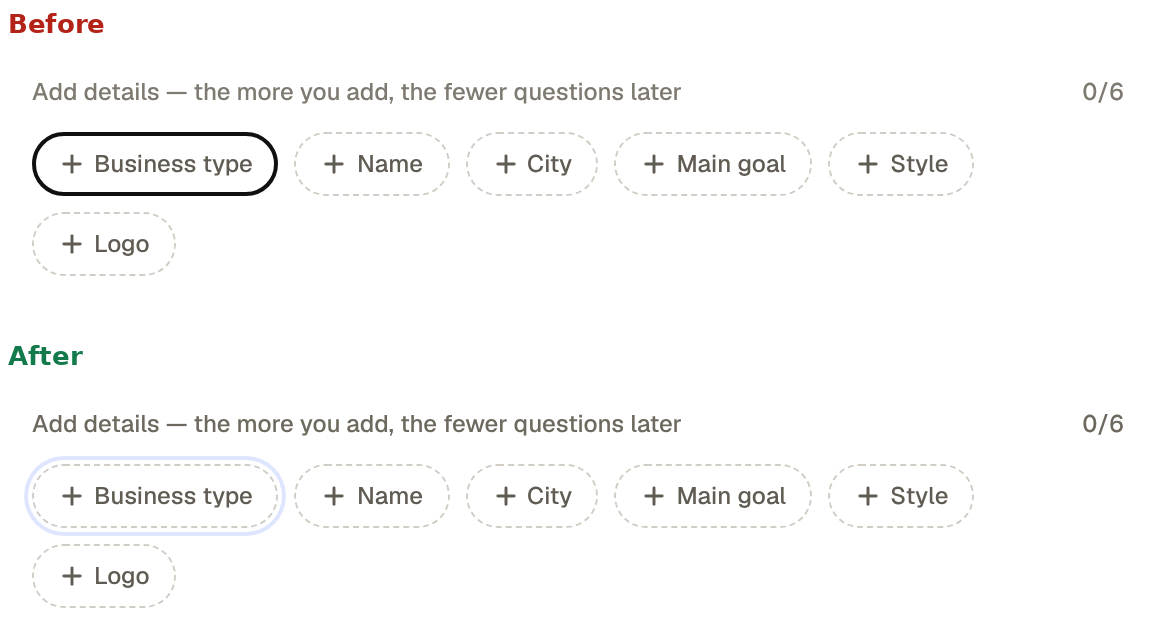 Before
Add details — the more you add, the fewer questions later 0/6
+ Business type + Name + City + Main goal + Style
+ Logo
After
Add details — the more you add, the fewer questions later 0/6
+ Business type + Name + City + Main goal + Style
+ Logo